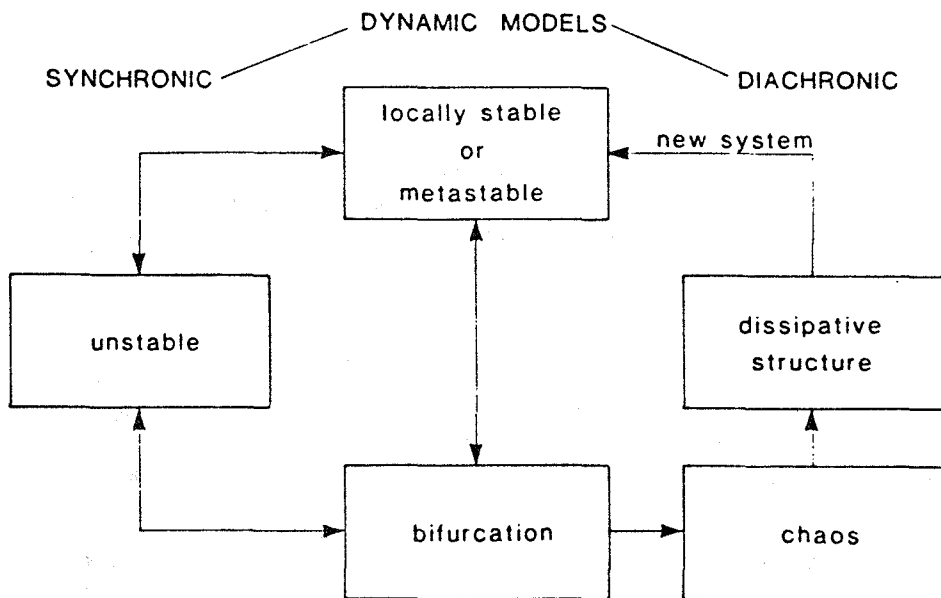 DYNAMIC MODELS
SYNCHRONIC
DIACHRONIC
locally stable
or
metastable
new system
unstable
dissipative
structure
bifurcation
chaos